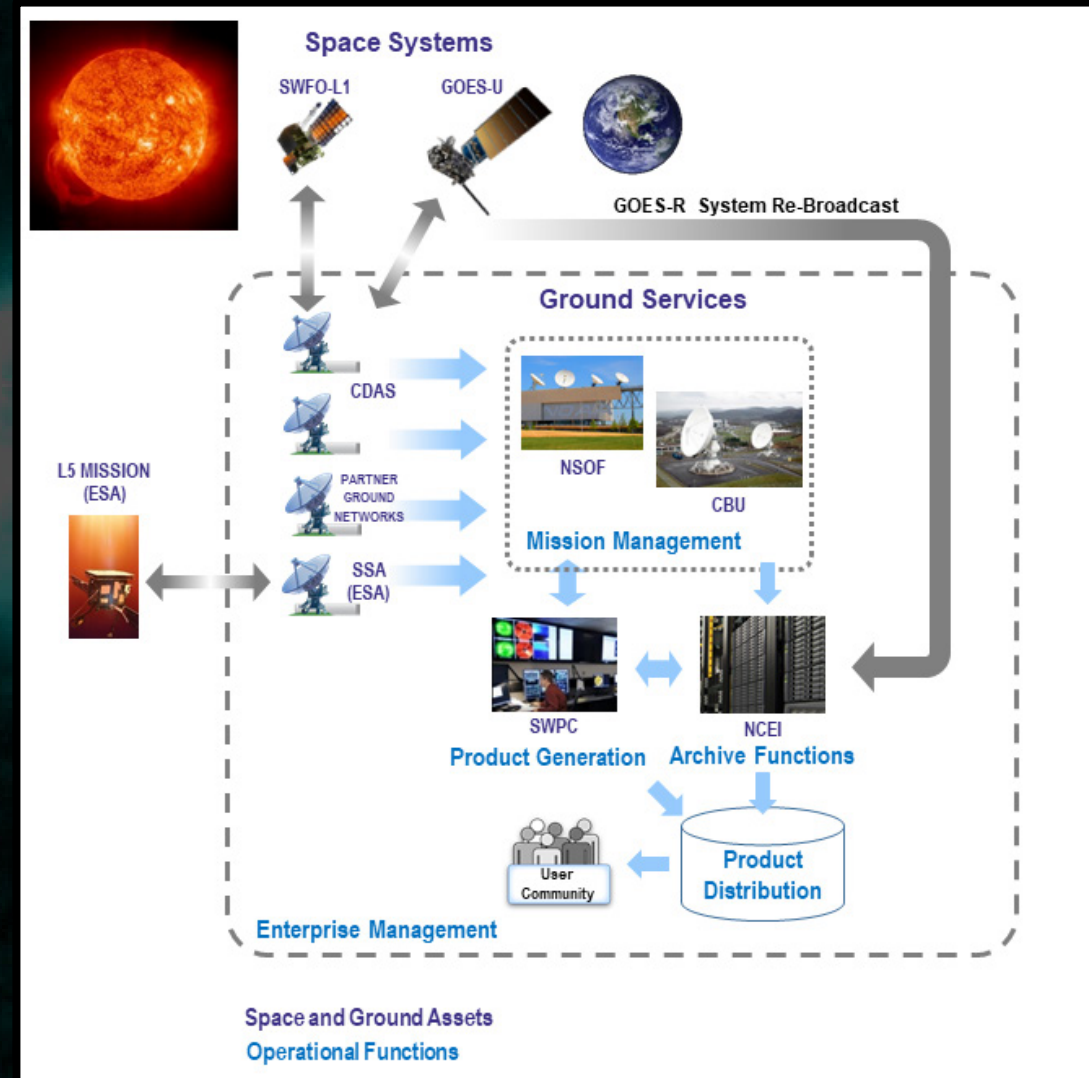 Space Systems
SWFO-L1
GOES-U
GOES-R System Re-Broadcast
Ground Services
CDAS
NSOF
CBU
L5 MISSION
(ESA)
PARTNER
GROUND
NETWORKS
Mission Management
SSA
(ESA)
SWPC
NCEI
Product Generation
Archive Functions
User
Community
Product
Distribution
Enterprise Management
Space and Ground Assets
Operational Functions